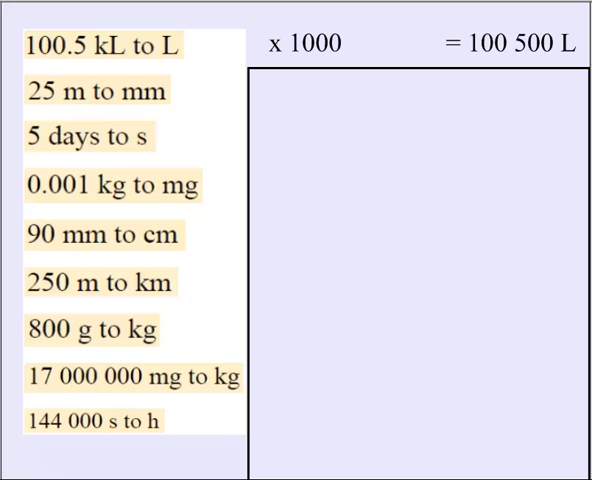 100.5 kL to L x 1000 = 100 500 L
25 m to mm
5 days to s
0.001 kg to mg
90 mm to cm
250 m to km
800 g to kg
17 000 000 mg to kg
144 000 s to h